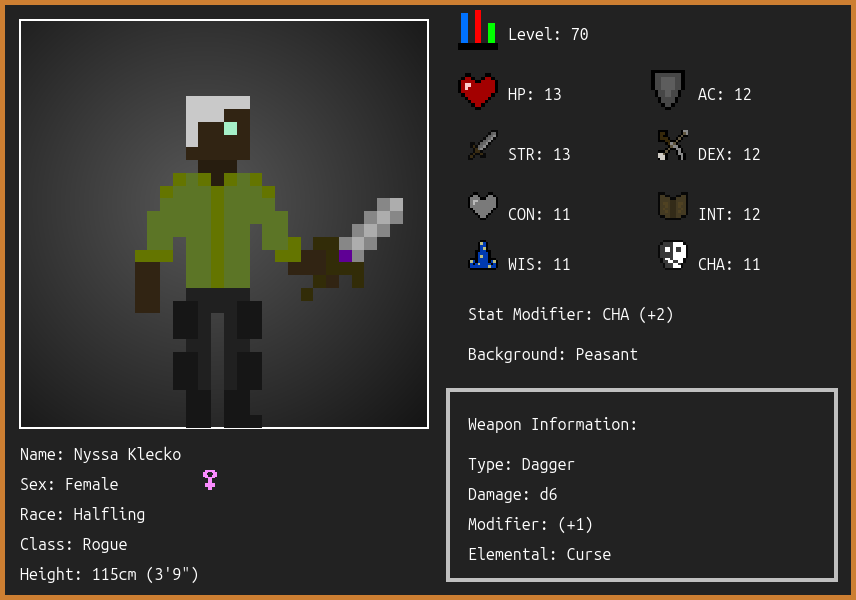 Level: 70
HP: 13
AC: 12
STR: 13
DEX: 12
CON: 11
INT: 12
WIS: 11
CHA: 11
Stat Modifier: CHA (+2)
Background: Peasant
Weapon Information:
Type: Dagger
Damage: d6
Modifier: (+1)
Elemental: Curse
Name: Nyssa Klecko
Sex: Female
Race: Halfling
Class: Rogue
Height: 115cm (3'9")